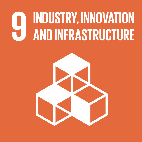 9 INDUSTRY, INNOVATION
AND INFRASTRUCTURE